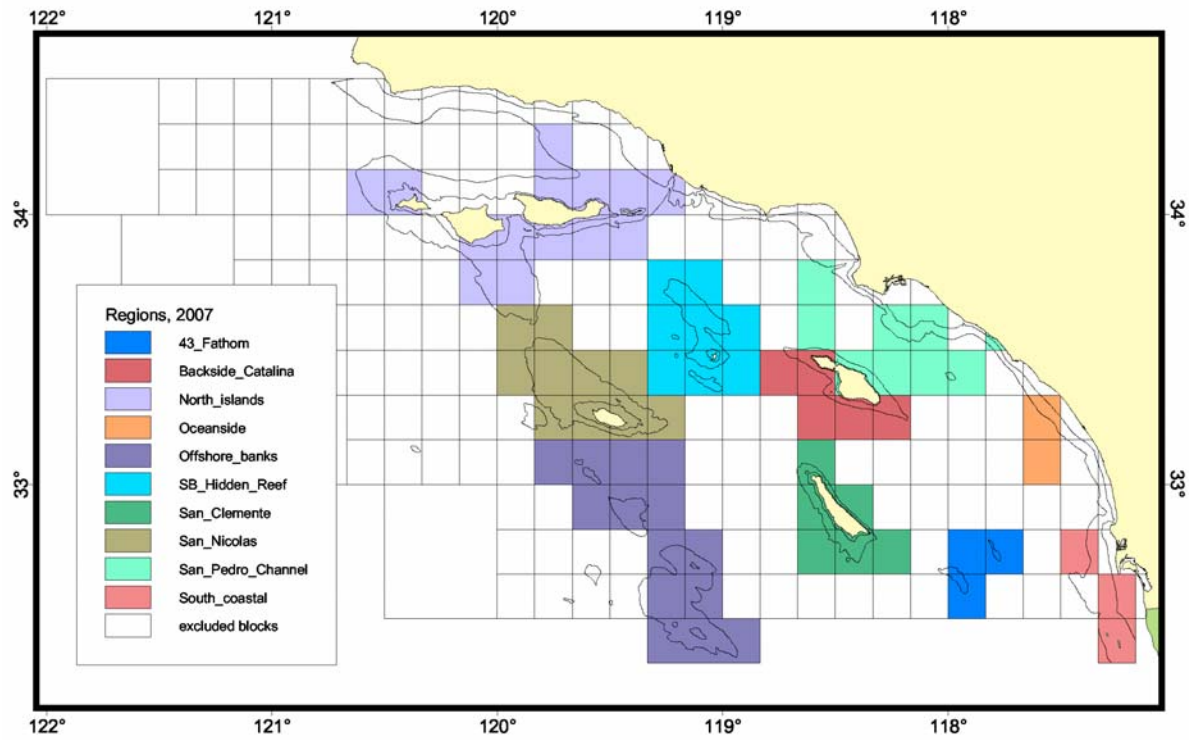 122° 121° 120° 119° 118°
34° 34°
Regions, 2007
43_Fathom
Backside_Catalina
North_islands
Oceanside
Offshore_banks
SB_Hidden_Reef
33° 33°
San_Clemente
San_Nicolas
San_Pedro_Channel
South_coastal
excluded blocks
122° 121° 120° 119° 118°